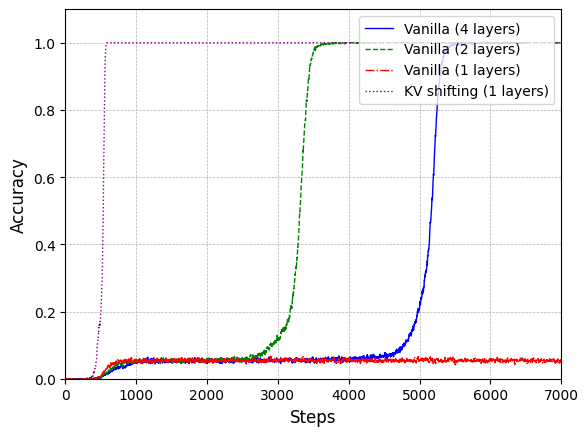 1.0
0.8
0.6
0.4
0.2
0.0
Accuracy
Vanilla (4 layers)
Vanilla (2 layers)
Vanilla (1 layers)
KV shifting (1 layers)
0 1000 2000 3000 4000 5000 6000 7000
Steps